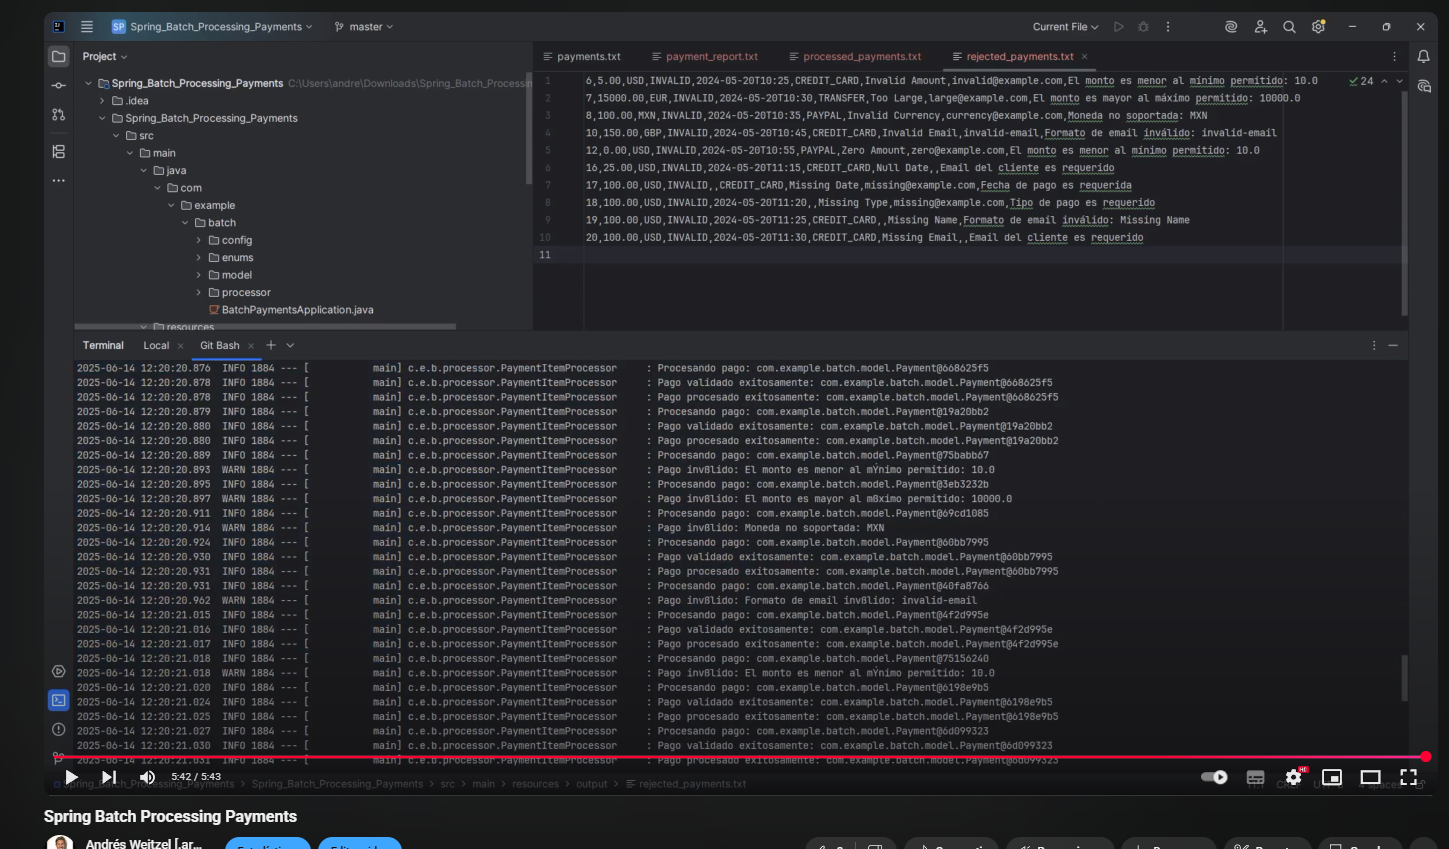 SP Spring_Batch_Processing_Payments master Current File
Project
payments.txt payment_report.txt processed_payments.txt rejected_payments.txt
Spring_Batch_Processing_Payments C:\Users\andre\Downloads\Spring_Batch_Processin
.idea
Spring_Batch_Processing_Payments
src
main
java
com
example
batch
config
enums
model
processor
BatchPaymentsApplication.java
resources
24
1 6,5.00,USD,INVALID,2024-05-20T10:25,CREDIT_CARD,Invalid Amount,invalid@example.com,El monto es menor al mínimo permitido: 10.0
2 7,15000.00,EUR,INVALID,2024-05-20T10:30,TRANSFER,Too Large,large@example.com,El monto es mayor al máximo permitido: 10000.0
3 8,100.00,MXN,INVALID,2024-05-20T10:35,PAYPAL,Invalid Currency,currency@example.com,Moneda no soportada: MXN
4 10,150.00,GBP,INVALID,2024-05-20T10:45,CREDIT_CARD,Invalid Email,invalid-email,Formato de email inválido: invalid-email
5 12,0.00,USD,INVALID,2024-05-20T10:55,PAYPAL,Zero Amount,zero@example.com,El monto es menor al mínimo permitido: 10.0
6 16,25.00,USD,INVALID,2024-05-20T11:15,CREDIT_CARD,Null Date,,Email del cliente es requerido
7 17,100.00,USD,INVALID,,CREDIT_CARD,Missing Date,missing@example.com,Fecha de pago es requerida
8 18,100.00,USD,INVALID,2024-05-20T11:20,,Missing Type,missing@example.com,Tipo de pago es requerido
9 19,100.00,USD,INVALID,2024-05-20T11:25,CREDIT_CARD,,Missing Name,Formato de email inválido: Missing Name
10 20,100.00,USD,INVALID,2024-05-20T11:30,CREDIT_CARD,Missing Email,,Email del cliente es requerido
11
Terminal Local Git Bash
2025-06-14 12:20:20.876 INFO 1884 --- [ main] c.e.b.processor.PaymentItemProcessor : Procesando pago: com.example.batch.model.Payment@668625f5
2025-06-14 12:20:20.878 INFO 1884 --- [ main] c.e.b.processor.PaymentItemProcessor : Pago validado exitosamente: com.example.batch.model.Payment@668625f5
2025-06-14 12:20:20.878 INFO 1884 --- [ main] c.e.b.processor.PaymentItemProcessor : Pago procesado exitosamente: com.example.batch.model.Payment@668625f5
2025-06-14 12:20:20.879 INFO 1884 --- [ main] c.e.b.processor.PaymentItemProcessor : Procesando pago: com.example.batch.model.Payment@19a20bb2
2025-06-14 12:20:20.880 INFO 1884 --- [ main] c.e.b.processor.PaymentItemProcessor : Pago validado exitosamente: com.example.batch.model.Payment@19a20bb2
2025-06-14 12:20:20.880 INFO 1884 --- [ main] c.e.b.processor.PaymentItemProcessor : Pago procesado exitosamente: com.example.batch.model.Payment@19a20bb2
2025-06-14 12:20:20.889 INFO 1884 --- [ main] c.e.b.processor.PaymentItemProcessor : Procesando pago: com.example.batch.model.Payment@75babb67
2025-06-14 12:20:20.893 WARN 1884 --- [ main] c.e.b.processor.PaymentItemProcessor : Pago invßlido: El monto es menor al mÝnimo permitido: 10.0
2025-06-14 12:20:20.895 INFO 1884 --- [ main] c.e.b.processor.PaymentItemProcessor : Procesando pago: com.example.batch.model.Payment@3eb3232b
2025-06-14 12:20:20.897 WARN 1884 --- [ main] c.e.b.processor.PaymentItemProcessor : Pago invßlido: El monto es mayor al mßximo permitido: 10000.0
2025-06-14 12:20:20.911 INFO 1884 --- [ main] c.e.b.processor.PaymentItemProcessor : Procesando pago: com.example.batch.model.Payment@69cd1085
2025-06-14 12:20:20.914 WARN 1884 --- [ main] c.e.b.processor.PaymentItemProcessor : Pago invßlido: Moneda no soportada: MXN
2025-06-14 12:20:20.924 INFO 1884 --- [ main] c.e.b.processor.PaymentItemProcessor : Procesando pago: com.example.batch.model.Payment@60bb7995
2025-06-14 12:20:20.930 INFO 1884 --- [ main] c.e.b.processor.PaymentItemProcessor : Pago validado exitosamente: com.example.batch.model.Payment@60bb7995
2025-06-14 12:20:20.931 INFO 1884 --- [ main] c.e.b.processor.PaymentItemProcessor : Pago procesado exitosamente: com.example.batch.model.Payment@60bb7995
2025-06-14 12:20:20.931 INFO 1884 --- [ main] c.e.b.processor.PaymentItemProcessor : Procesando pago: com.example.batch.model.Payment@40fa8766
2025-06-14 12:20:20.962 WARN 1884 --- [ main] c.e.b.processor.PaymentItemProcessor : Pago invßlido: Formato de email invßlido: invalid-email
2025-06-14 12:20:21.015 INFO 1884 --- [ main] c.e.b.processor.PaymentItemProcessor : Procesando pago: com.example.batch.model.Payment@4f2d995e
2025-06-14 12:20:21.016 INFO 1884 --- [ main] c.e.b.processor.PaymentItemProcessor : Pago validado exitosamente: com.example.batch.model.Payment@4f2d995e
2025-06-14 12:20:21.017 INFO 1884 --- [ main] c.e.b.processor.PaymentItemProcessor : Pago procesado exitosamente: com.example.batch.model.Payment@4f2d995e
2025-06-14 12:20:21.018 INFO 1884 --- [ main] c.e.b.processor.PaymentItemProcessor : Procesando pago: com.example.batch.model.Payment@75156240
2025-06-14 12:20:21.018 WARN 1884 --- [ main] c.e.b.processor.PaymentItemProcessor : Pago invßlido: El monto es menor al mÝnimo permitido: 10.0
2025-06-14 12:20:21.020 INFO 1884 --- [ main] c.e.b.processor.PaymentItemProcessor : Procesando pago: com.example.batch.model.Payment@6198e9b5
2025-06-14 12:20:21.024 INFO 1884 --- [ main] c.e.b.processor.PaymentItemProcessor : Pago validado exitosamente: com.example.batch.model.Payment@6198e9b5
2025-06-14 12:20:21.025 INFO 1884 --- [ main] c.e.b.processor.PaymentItemProcessor : Pago procesado exitosamente: com.example.batch.model.Payment@6198e9b5
2025-06-14 12:20:21.027 INFO 1884 --- [ main] c.e.b.processor.PaymentItemProcessor : Procesando pago: com.example.batch.model.Payment@6d099323
2025-06-14 12:20:21.030 INFO 1884 --- [ main] c.e.b.processor.PaymentItemProcessor : Pago validado exitosamente: com.example.batch.model.Payment@6d099323
2025-06-14 12:20:21.031 INFO 1884 --- [ main] c.e.b.processor.PaymentItemProcessor : Pago procesado exitosamente: com.example.batch.model.Payment@6d099323
5:42 / 5:43
HD
Spring_Batch_Processing_Payments Spring_Batch_Processing_Payments src main resources output rejected_payments.txt
Spring Batch Processing Payments
Andrés Weitzel [.ar...